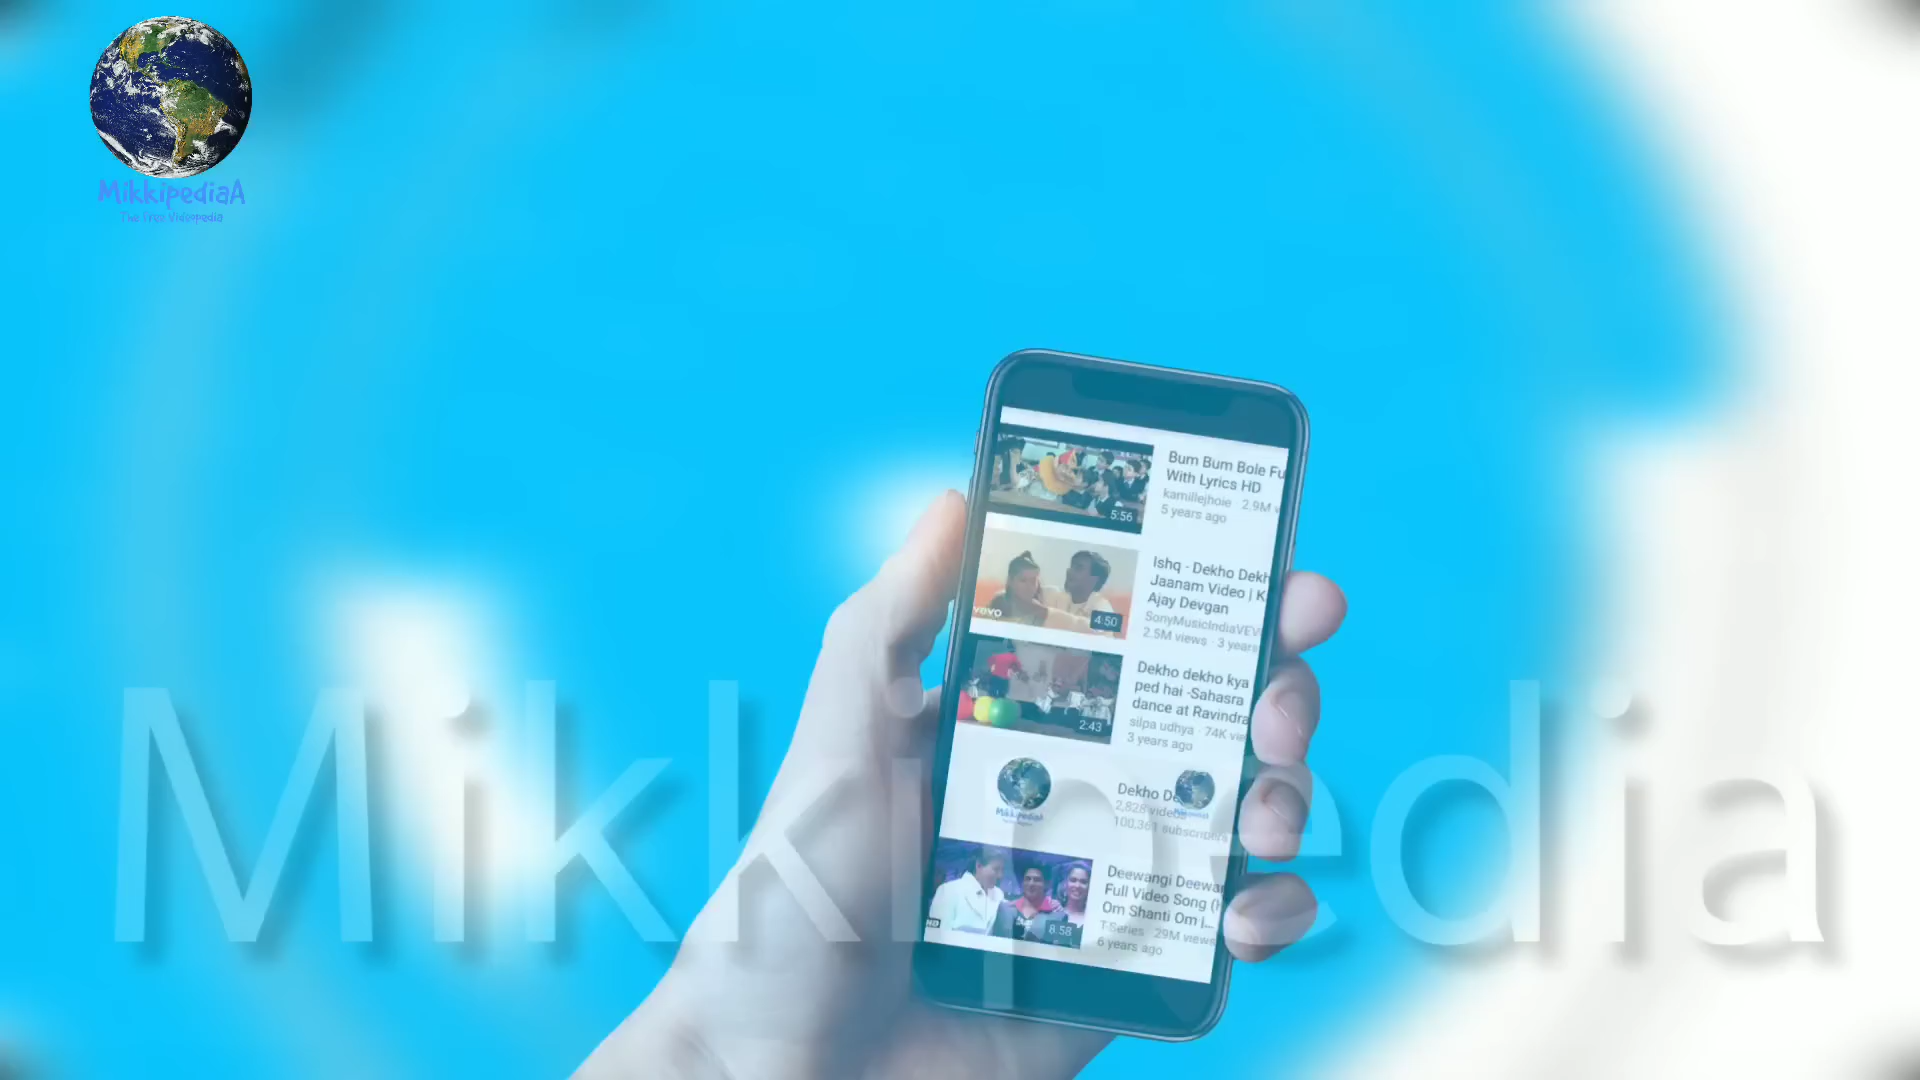 MikkipediaA
The Free Videopedia
Bum Bum Bole Fu
With Lyrics HD
kamillejhoie 2.9M v
5 years ago
5:56
Ishq - Dekho Dekh
Jaanam Video | K
Ajay Devgan
SonyMusicIndiaVEV
2.5M views · 3 years
vevo
4:50
Dekho dekho kya
ped hai -Sahasra
dance at Ravindra
silpa udhya · 74K vie
3 years ago
2:43
Dekho De
2,828 videos
100,361 subscribers
MikkipediaA
Deewangi Deewan
Full Video Song (H
Om Shanti Om |...
T-Series 29M views
6 years ago
HD
8:58
Mikkipedia